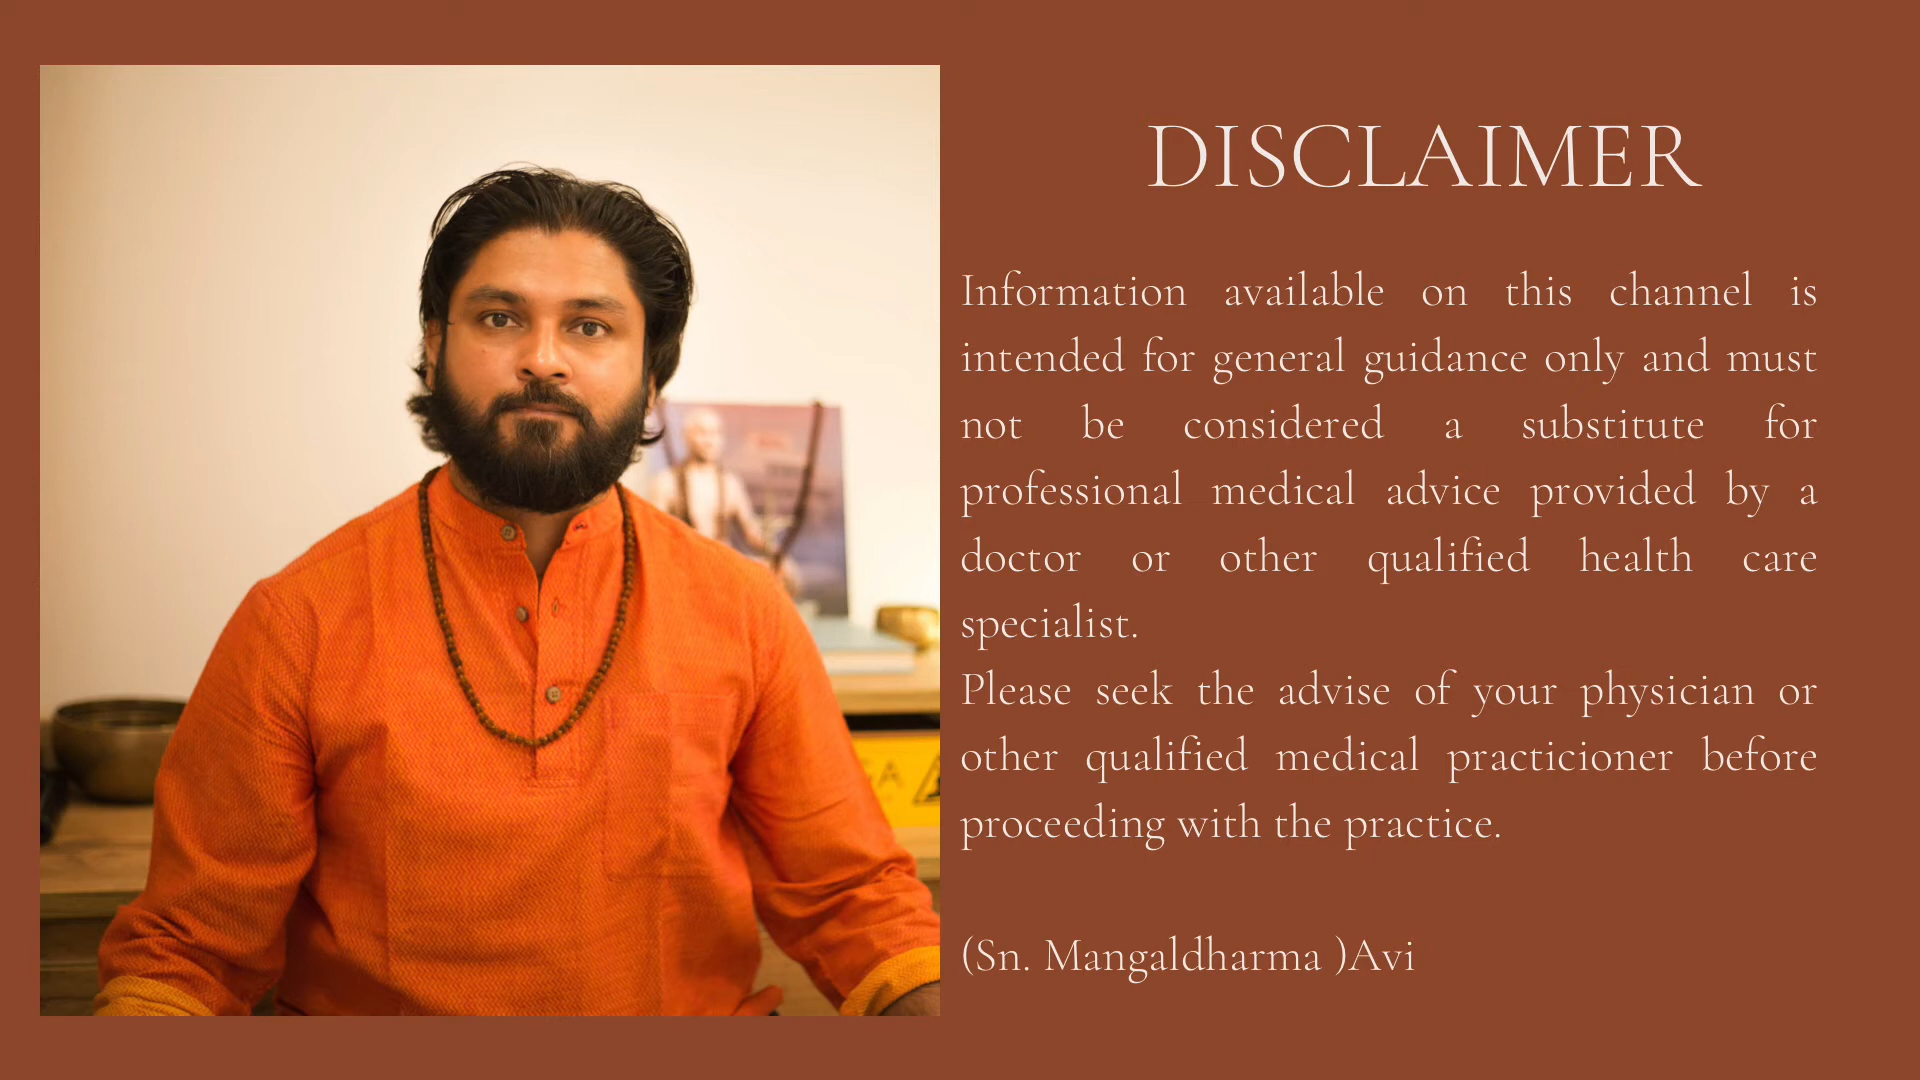 DISCLAIMER
Information available on this channel is
intended for general guidance only and must
not be considered a substitute for
professional medical advice provided by a
doctor or other qualified health care
specialist.
Please seek the advise of your physician or
other qualified medical practicioner before
proceeding with the practice.
(Sn. Mangaldharma )Avi